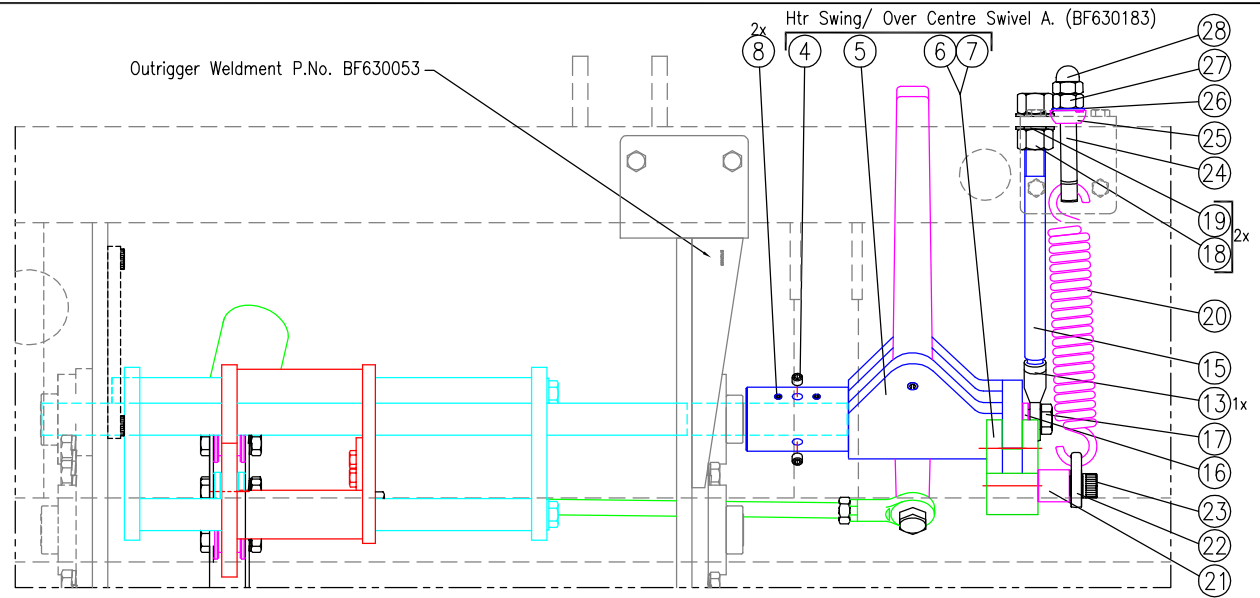 Htr Swing/ Over Centre Swivel A. (BF630183)
2x
8 4 5 6 7
Outrigger Weldment P.No. BF630053
28
27
26
25
24
19
2x
18
20
15
13 1x
17
16
23
22
21